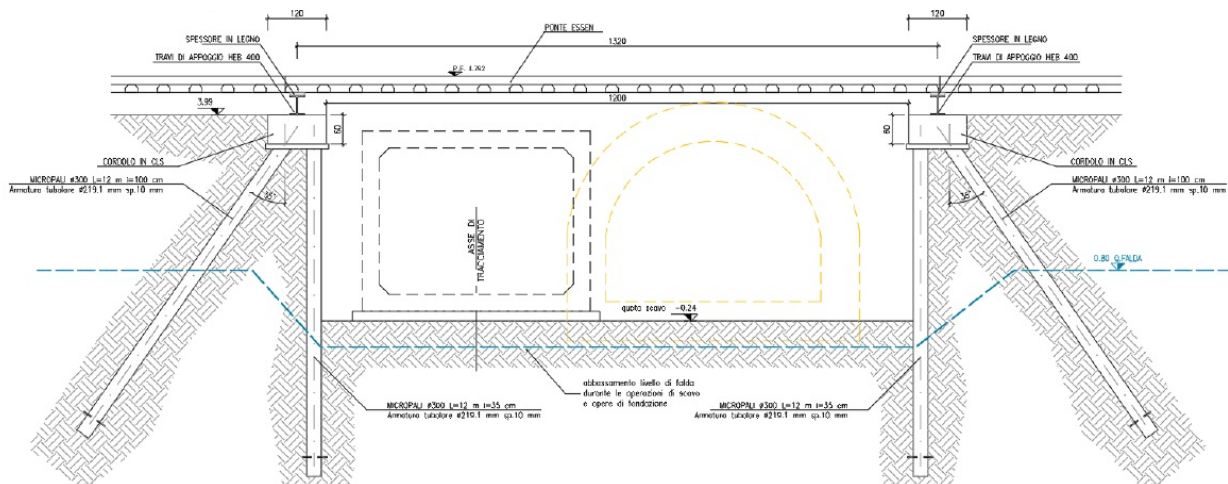 120
120
PONTE ESSEN
SPESSORE IN LEGNO
1320
SPESSORE IN LEGNO
TRAVI DI APPOGGIO HEB 400
TRAVI DI APPOGGIO HEB 400
P.F. 4.762
3.99
1200
60
60
CORDOLO IN CLS
CORDOLO IN CLS
MICROPALI ø300 L=12 m i=100 cm
Armatura tubolare ø219.1 mm sp.10 mm
MICROPALI ø300 L=12 m i=100 cm
Armatura tubolare ø219.1 mm sp.10 mm
ASSE DI
TRACCIAMENTO
0.80 Q.FALDA
quota scavo -0.24
abbassamento livello di falda
durante le operazioni di scavo
e opere di fondazione
MICROPALI ø300 L=12 m i=35 cm
Armatura tubolare ø219.1 mm sp.10 mm
MICROPALI ø300 L=12 m i=35 cm
Armatura tubolare ø219.1 mm sp.10 mm